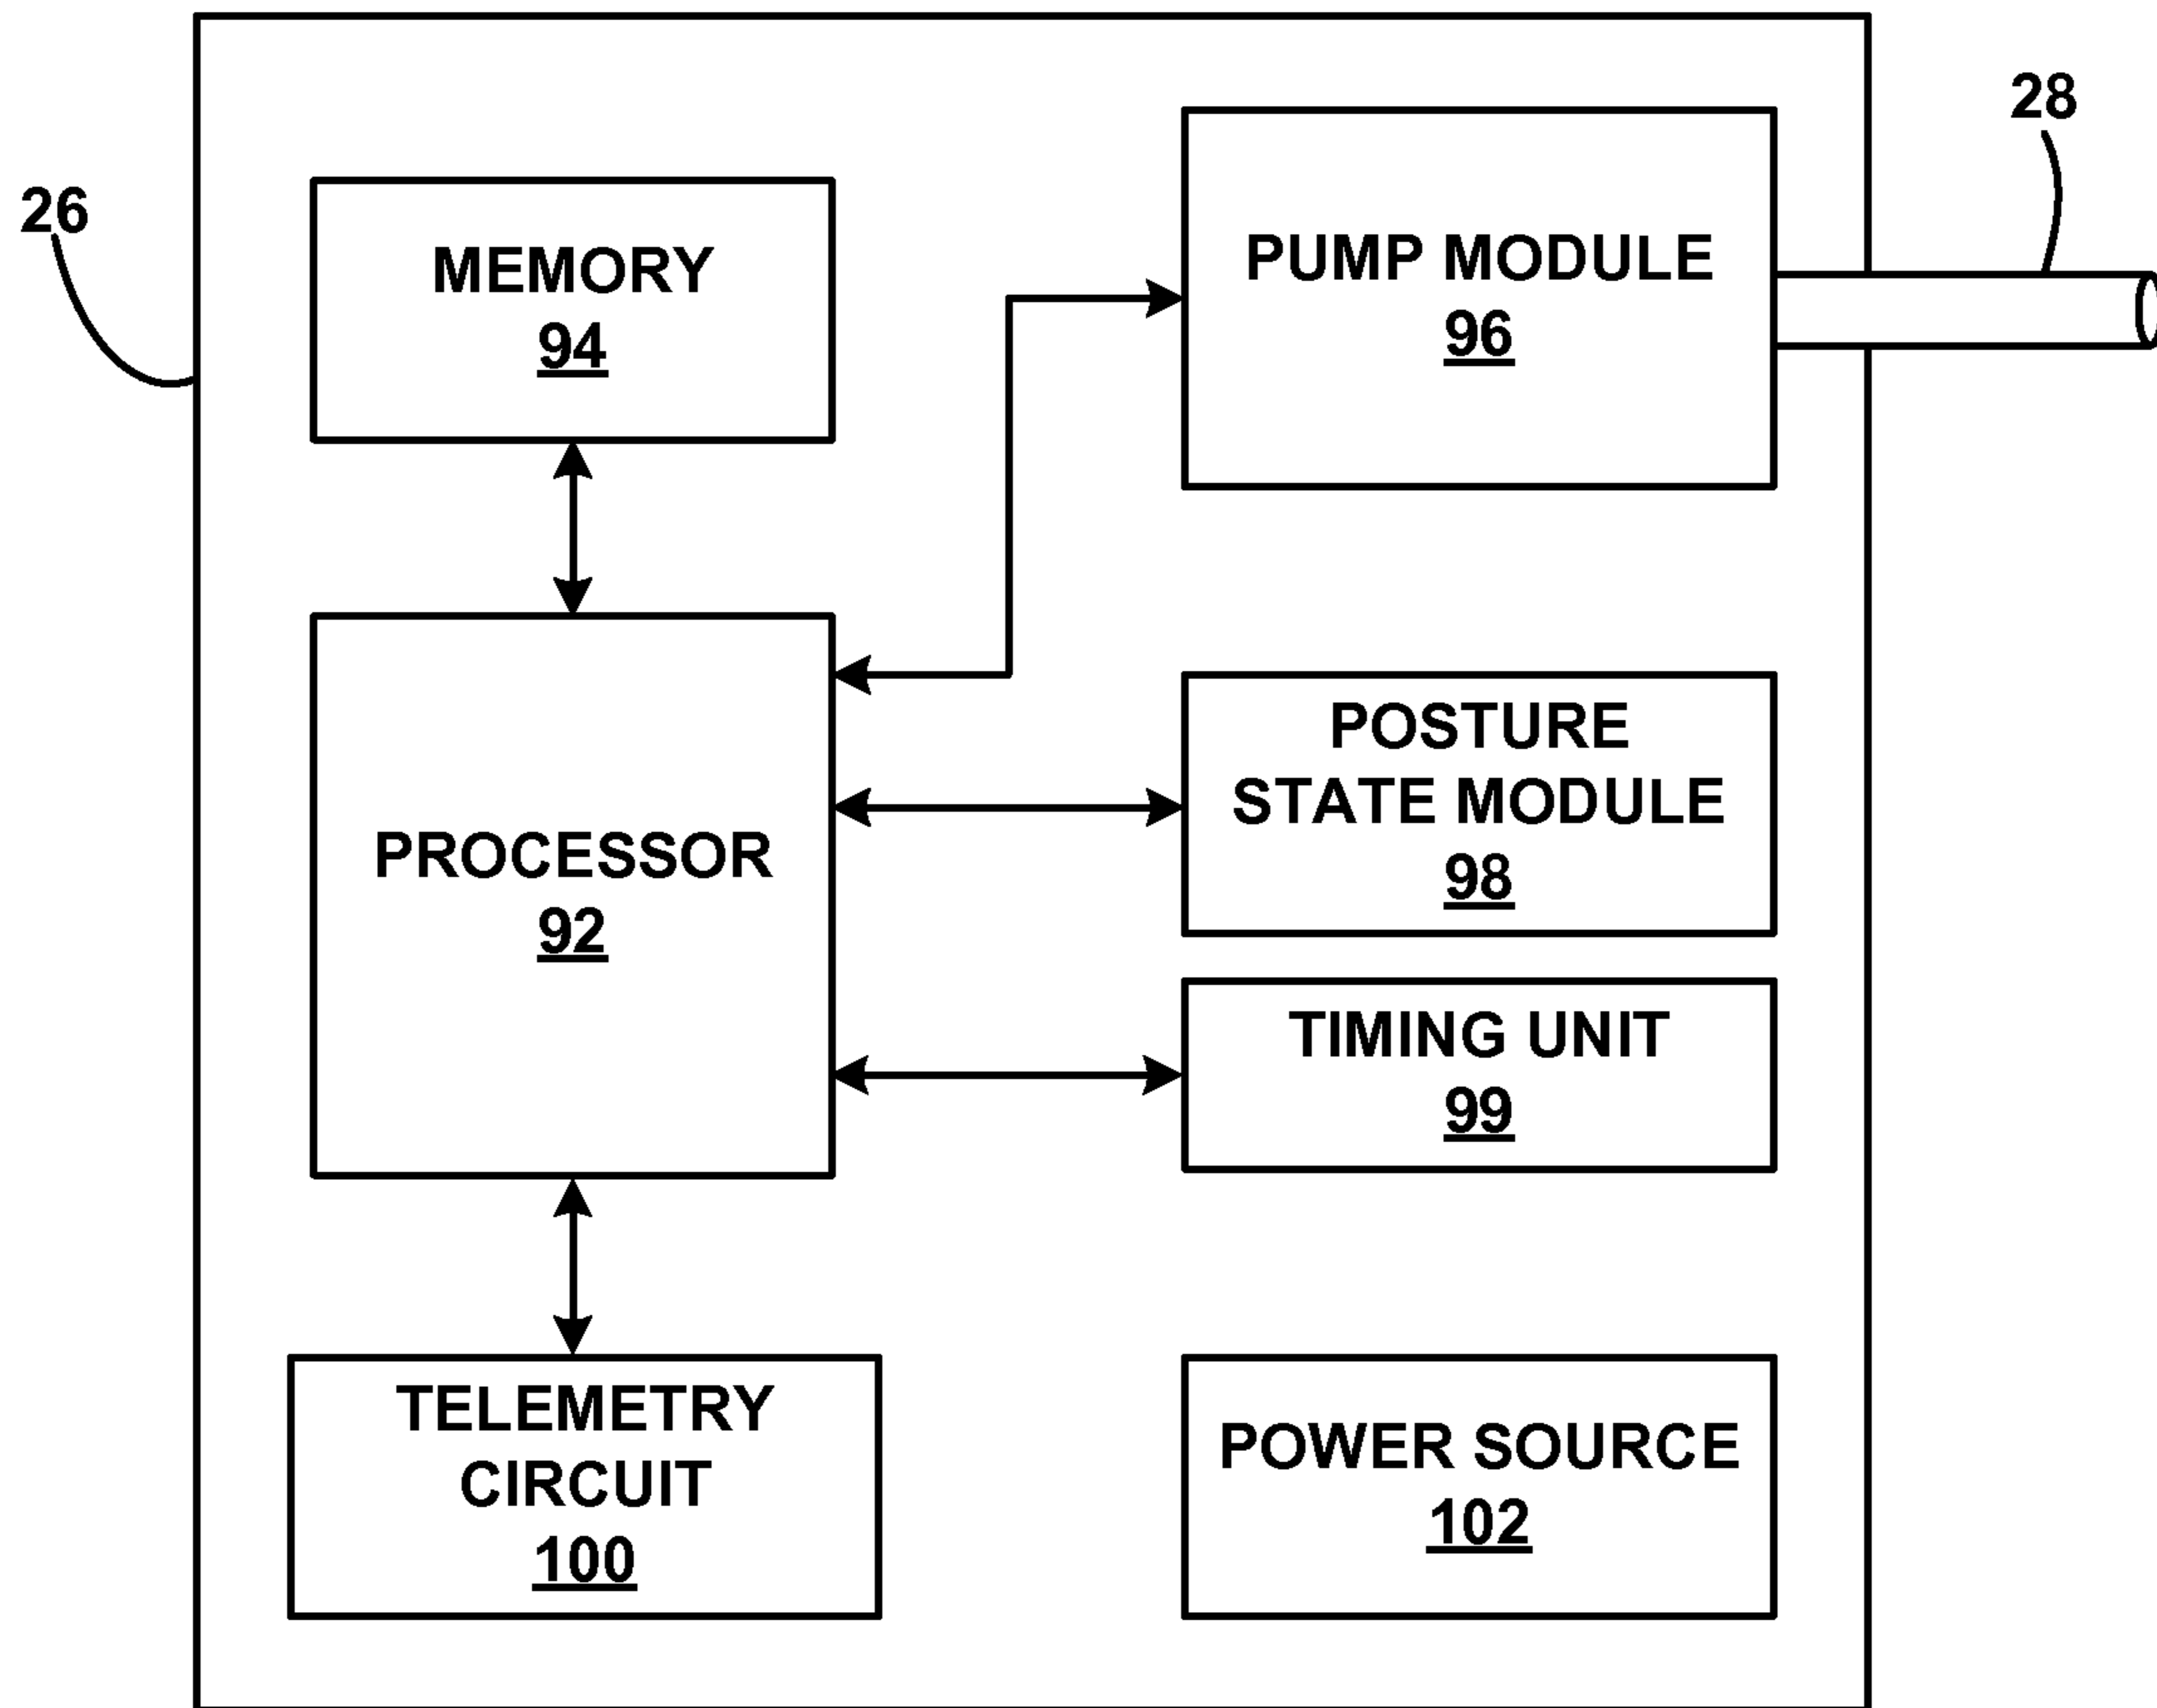 28
26
MEMORY
94
PUMP MODULE
96
PROCESSOR
92
POSTURE
STATE MODULE
98
TIMING UNIT
99
TELEMETRY
CIRCUIT
100
POWER SOURCE
102